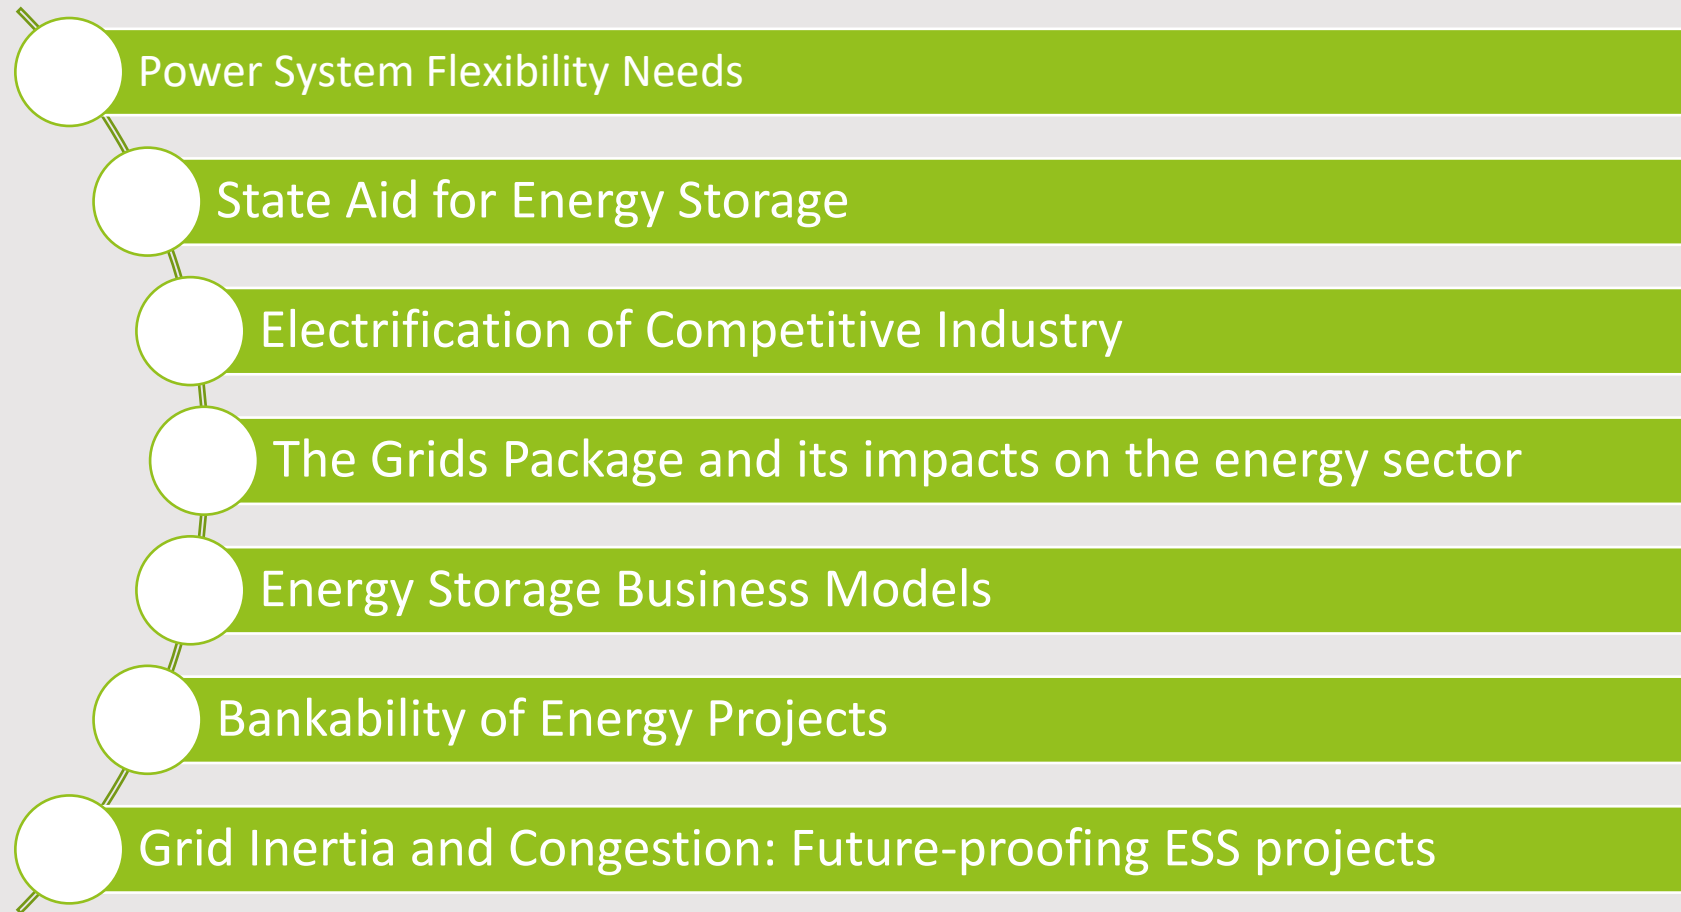 Power System Flexibility Needs
State Aid for Energy Storage
Electrification of Competitive Industry
The Grids Package and its impacts on the energy sector
Energy Storage Business Models
Bankability of Energy Projects
Grid Inertia and Congestion: Future-proofing ESS projects